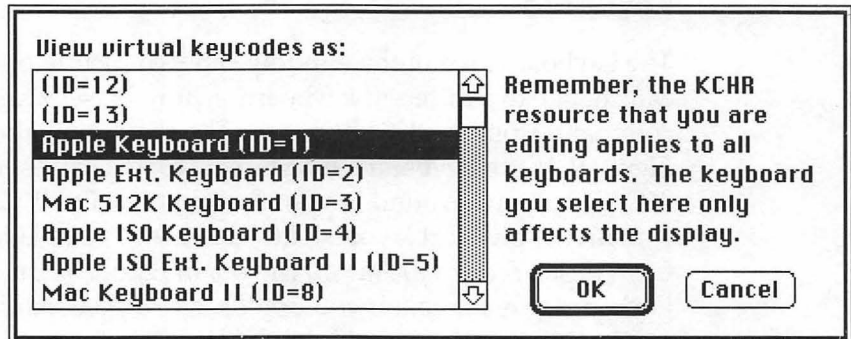 View virtual keycodes as:
(ID=12)
(ID=13)
Apple Keyboard (ID=1)
Apple Ext. Keyboard (ID=2)
Mac 512K Keyboard (ID=3)
Apple ISO Keyboard (ID=4)
Apple ISO Ext. Keyboard II (ID=5)
Mac Keyboard II (ID=8)
Remember, the KCHR
resource that you are
editing applies to all
keyboards. The keyboard
you select here only
affects the display.
OK
Cancel